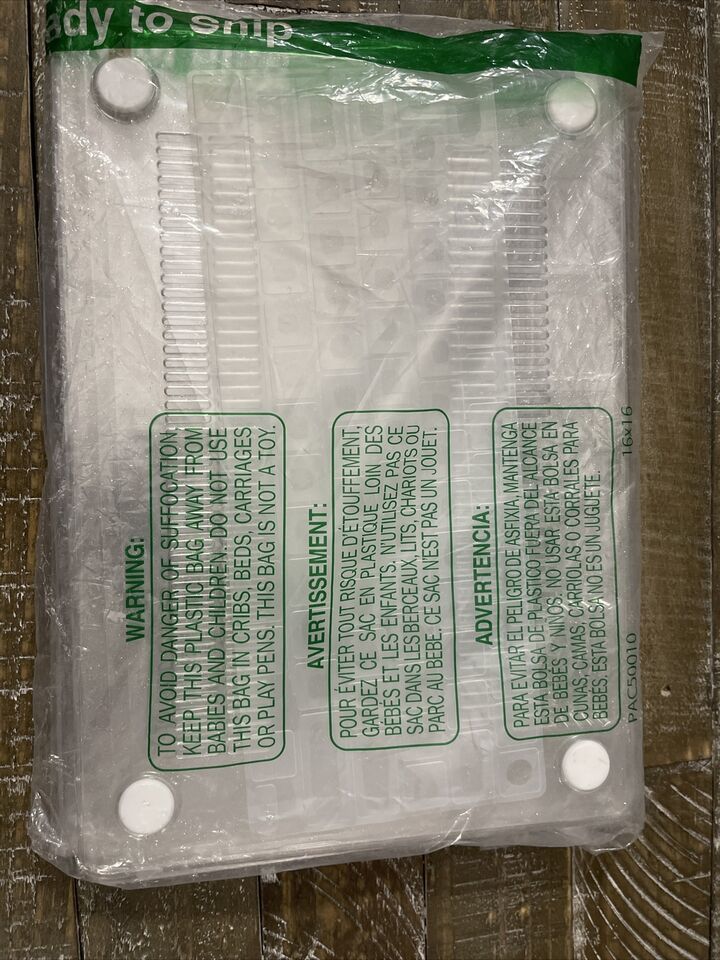 ady to ship
WARNING:
TO AVOID DANGER OF SUFFOCATION,
KEEP THIS PLASTIC BAG AWAY FROM
BABIES AND CHILDREN. DO NOT USE
THIS BAG IN CRIBS, BEDS, CARRIAGES
OR PLAY PENS. THIS BAG IS NOT A TOY.
AVERTISSEMENT:
POUR ÉVITER TOUT RISQUE D'ÉTOUFFEMENT,
GARDEZ CE SAC EN PLASTIQUE LOIN DES
BÉBÉS ET LES ENFANTS. N'UTILISEZ PAS CE
SAC DANS LES BERCEAUX, LITS, CHARIOTS OU
PARC AU BEBE. CE SAC N'EST PAS UN JOUET.
ADVERTENCIA:
PARA EVITAR EL PELIGRO DE ASFIXIA, MANTENGA
ESTA BOLSA DE PLASTICO FUERA DEL ALCANCE
DE BEBÉS Y NIÑOS. NO USAR ESTA BOLSA EN
CUNAS, CAMAS, CARRIOLAS O CORRALES PARA
BEBÉS. ESTA BOLSA NO ES UN JUGUETE.
PAC50010
16x16